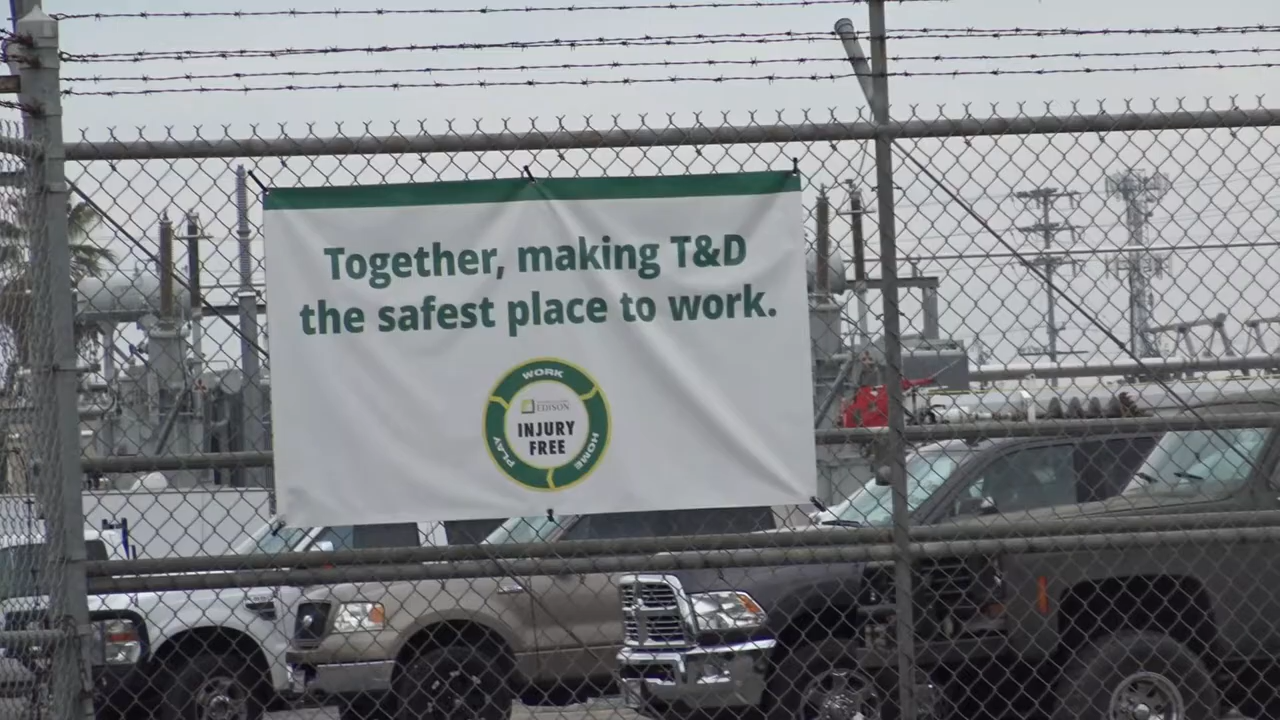 Together, making T&D
the safest place to work.
WORK
EDISON
INJURY
FREE
PLAY
HOME